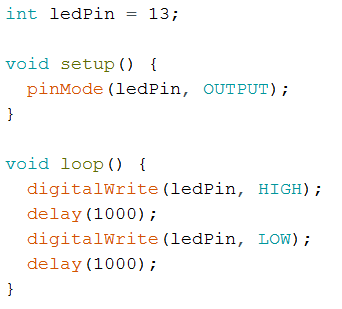 int ledPin = 13;
void setup() {
pinMode(ledPin, OUTPUT);
}
void loop() {
digitalWrite(ledPin, HIGH);
delay(1000);
digitalWrite(ledPin, LOW);
delay(1000);
}